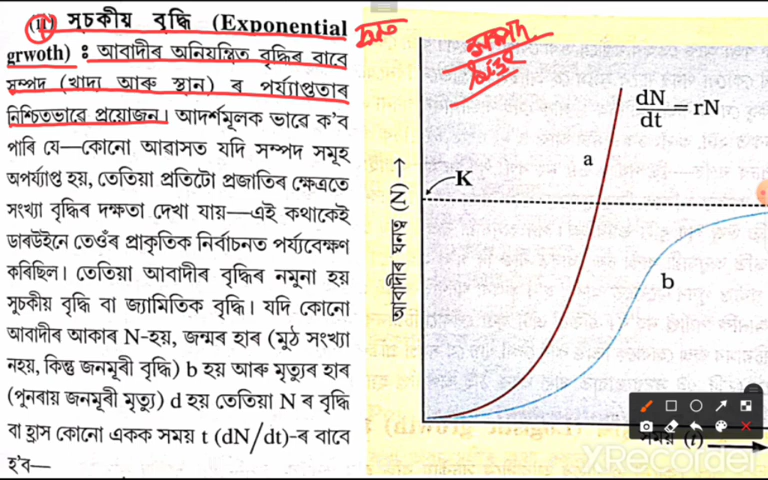 (ii) সূচকীয় বৃদ্ধি (Exponential
grwoth) : আবাদীৰ অনিয়ন্ত্ৰিত বৃদ্ধিৰ বাবে
সম্পদ (খাদ্য আৰু স্থান) ৰ পৰ্য্যাপ্ততাৰ
নিশ্চিতভাৱে প্ৰয়োজন। আদৰ্শমূলক ভাৱে ক'ব
পাৰি যে—কোনো আৱাসত যদি সম্পদ সমূহ
অপৰ্য্যাপ্ত হয়, তেতিয়া প্ৰতিটো প্ৰজাতিৰ ক্ষেত্ৰতে
সংখ্যা বৃদ্ধিৰ দক্ষতা দেখা যায়—এই কথাকেই
ডাৰউইনে তেওঁৰ প্ৰাকৃতিক নিৰ্বাচনত পৰ্য্যবেক্ষণ
কৰিছিল। তেতিয়া আবাদীৰ বৃদ্ধিৰ নমুনা হয়
সূচকীয় বৃদ্ধি বা জ্যামিতিক বৃদ্ধি। যদি কোনো
আবাদীৰ আকাৰ N-হয়, জন্মৰ হাৰ (মুঠ সংখ্যা
নহয়, কিন্তু জনমূৰী বৃদ্ধি) b হয় আৰু মৃত্যুৰ হাৰ
(পুনৰায় জনমূৰী মৃত্যু) d হয় তেতিয়া N ৰ বৃদ্ধি
বা হ্ৰাস কোনো একক সময় t (dN/dt)-ৰ বাবে
হ'ব—
সম্পদ
dN/dt = rN
a
K
b
আবাদীৰ ঘনত্ব (N) →
সময় (t) →
XRecorder